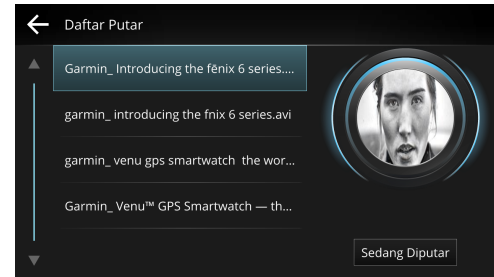 Daftar Putar
Garmin_ Introducing the fēnix 6 series....
garmin_ introducing the fnix 6 series.avi
garmin_ venu gps smartwatch  the wor...
Garmin_ Venu™ GPS Smartwatch — th...
Sedang Diputar